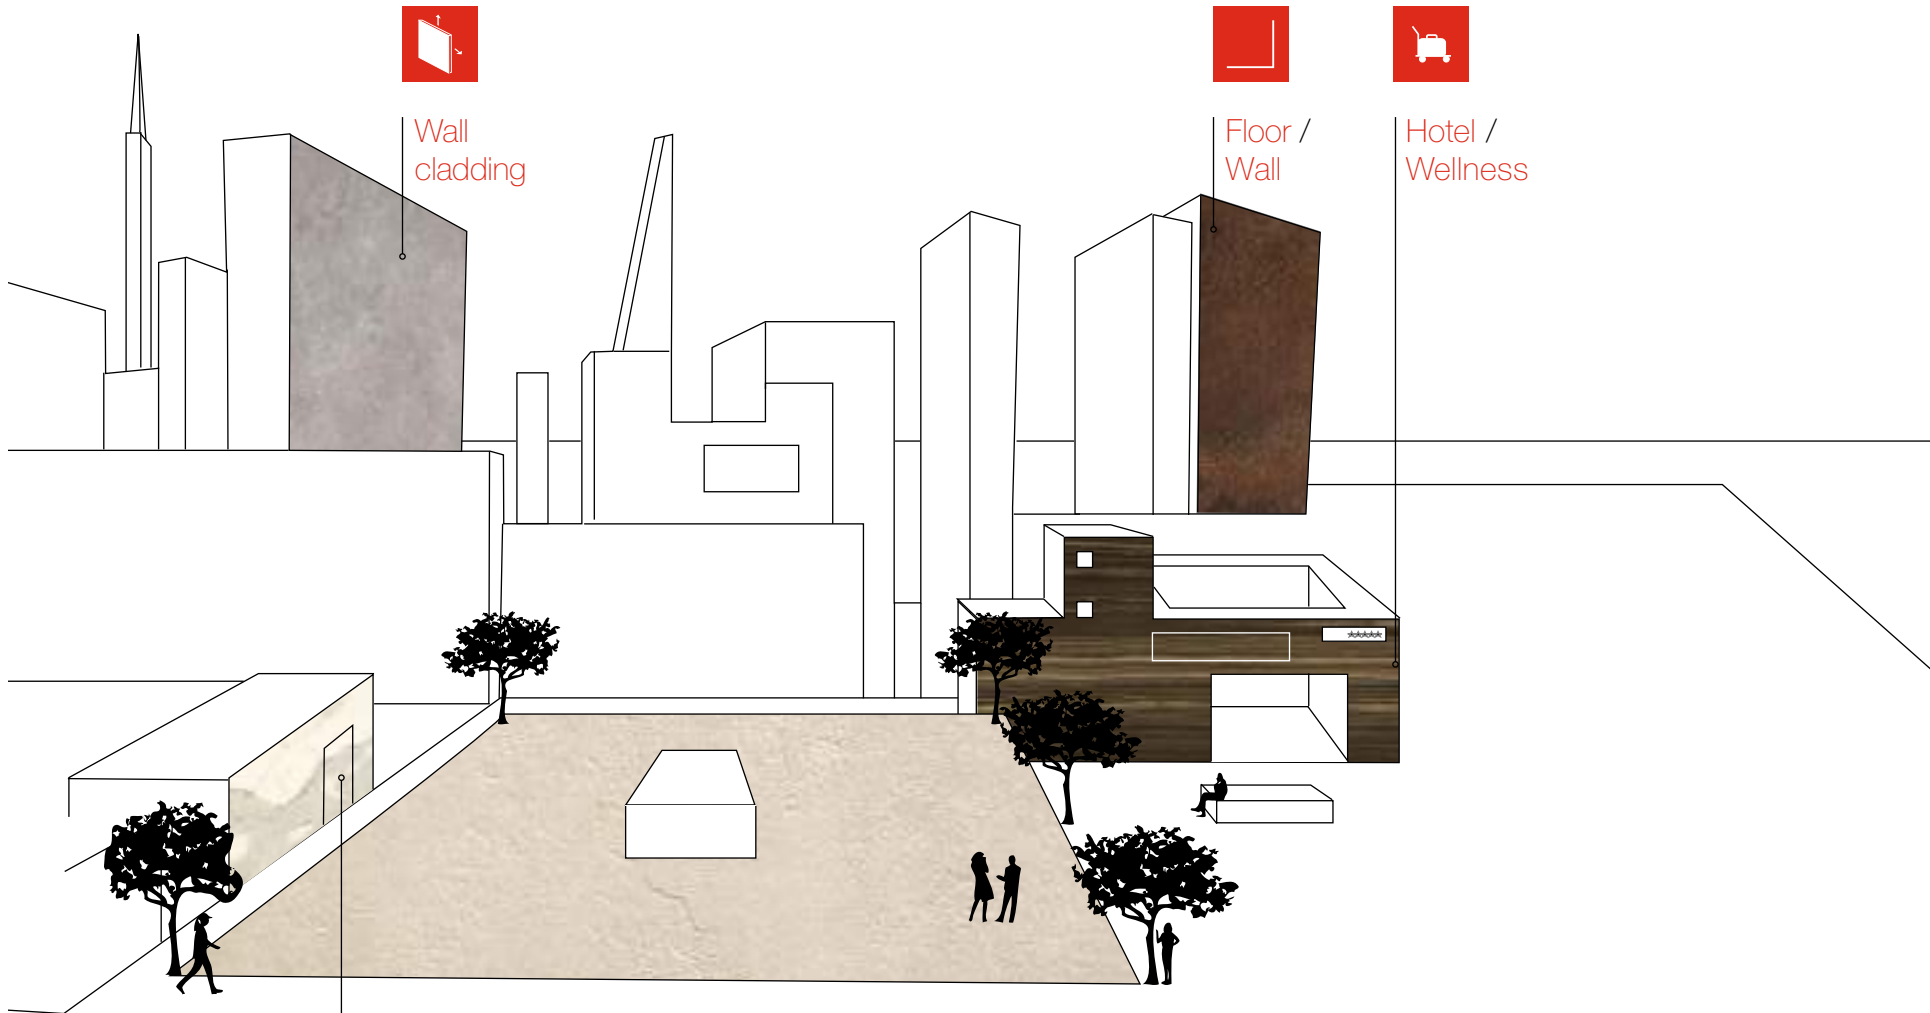 Wall
cladding
Floor /
Wall
Hotel /
Wellness